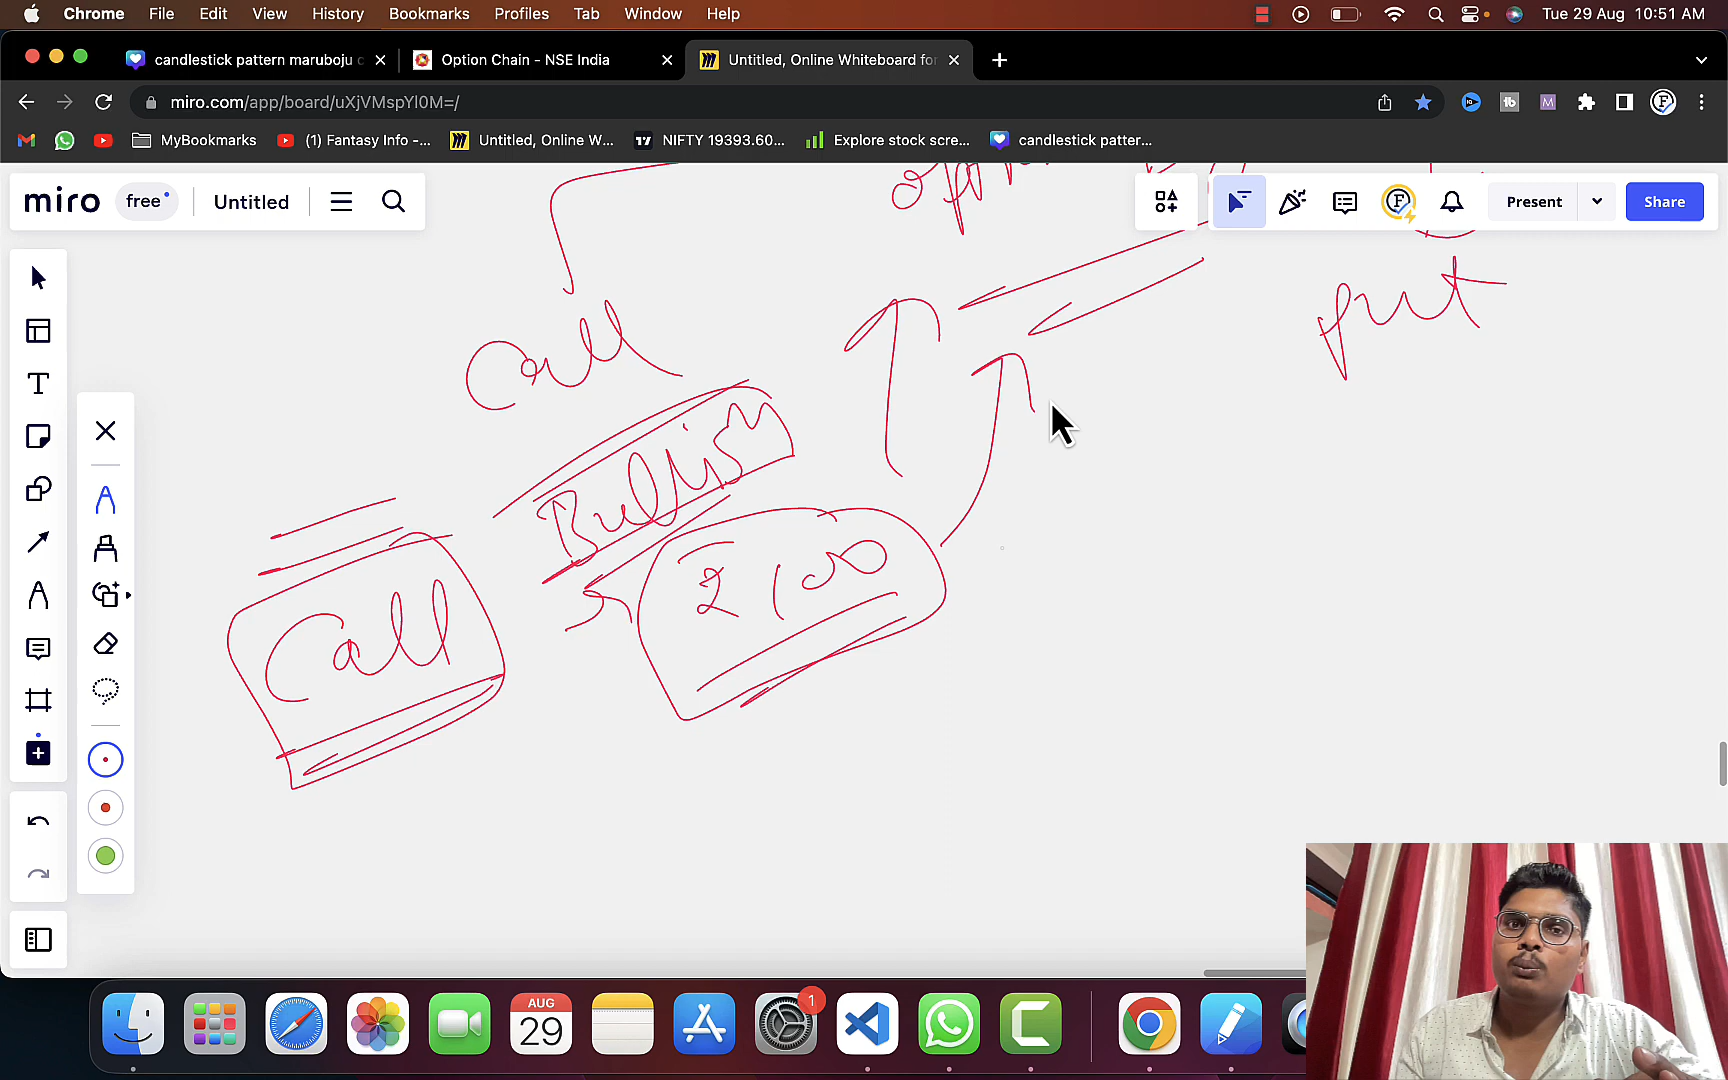 Chrome File Edit View History Bookmarks Profiles Tab Window Help Tue 29 Aug 10:51 AM
candlestick pattern maruboju c Option Chain - NSE India Untitled, Online Whiteboard for
miro.com/app/board/uXjVMspYI0M=/
MyBookmarks (1) Fantasy Info -... Untitled, Online W... NIFTY 19393.60... Explore stock scre... candlestick patter...
miro free Untitled Present Share
put
Call
Bullish
2100
Call
1
AUG
29